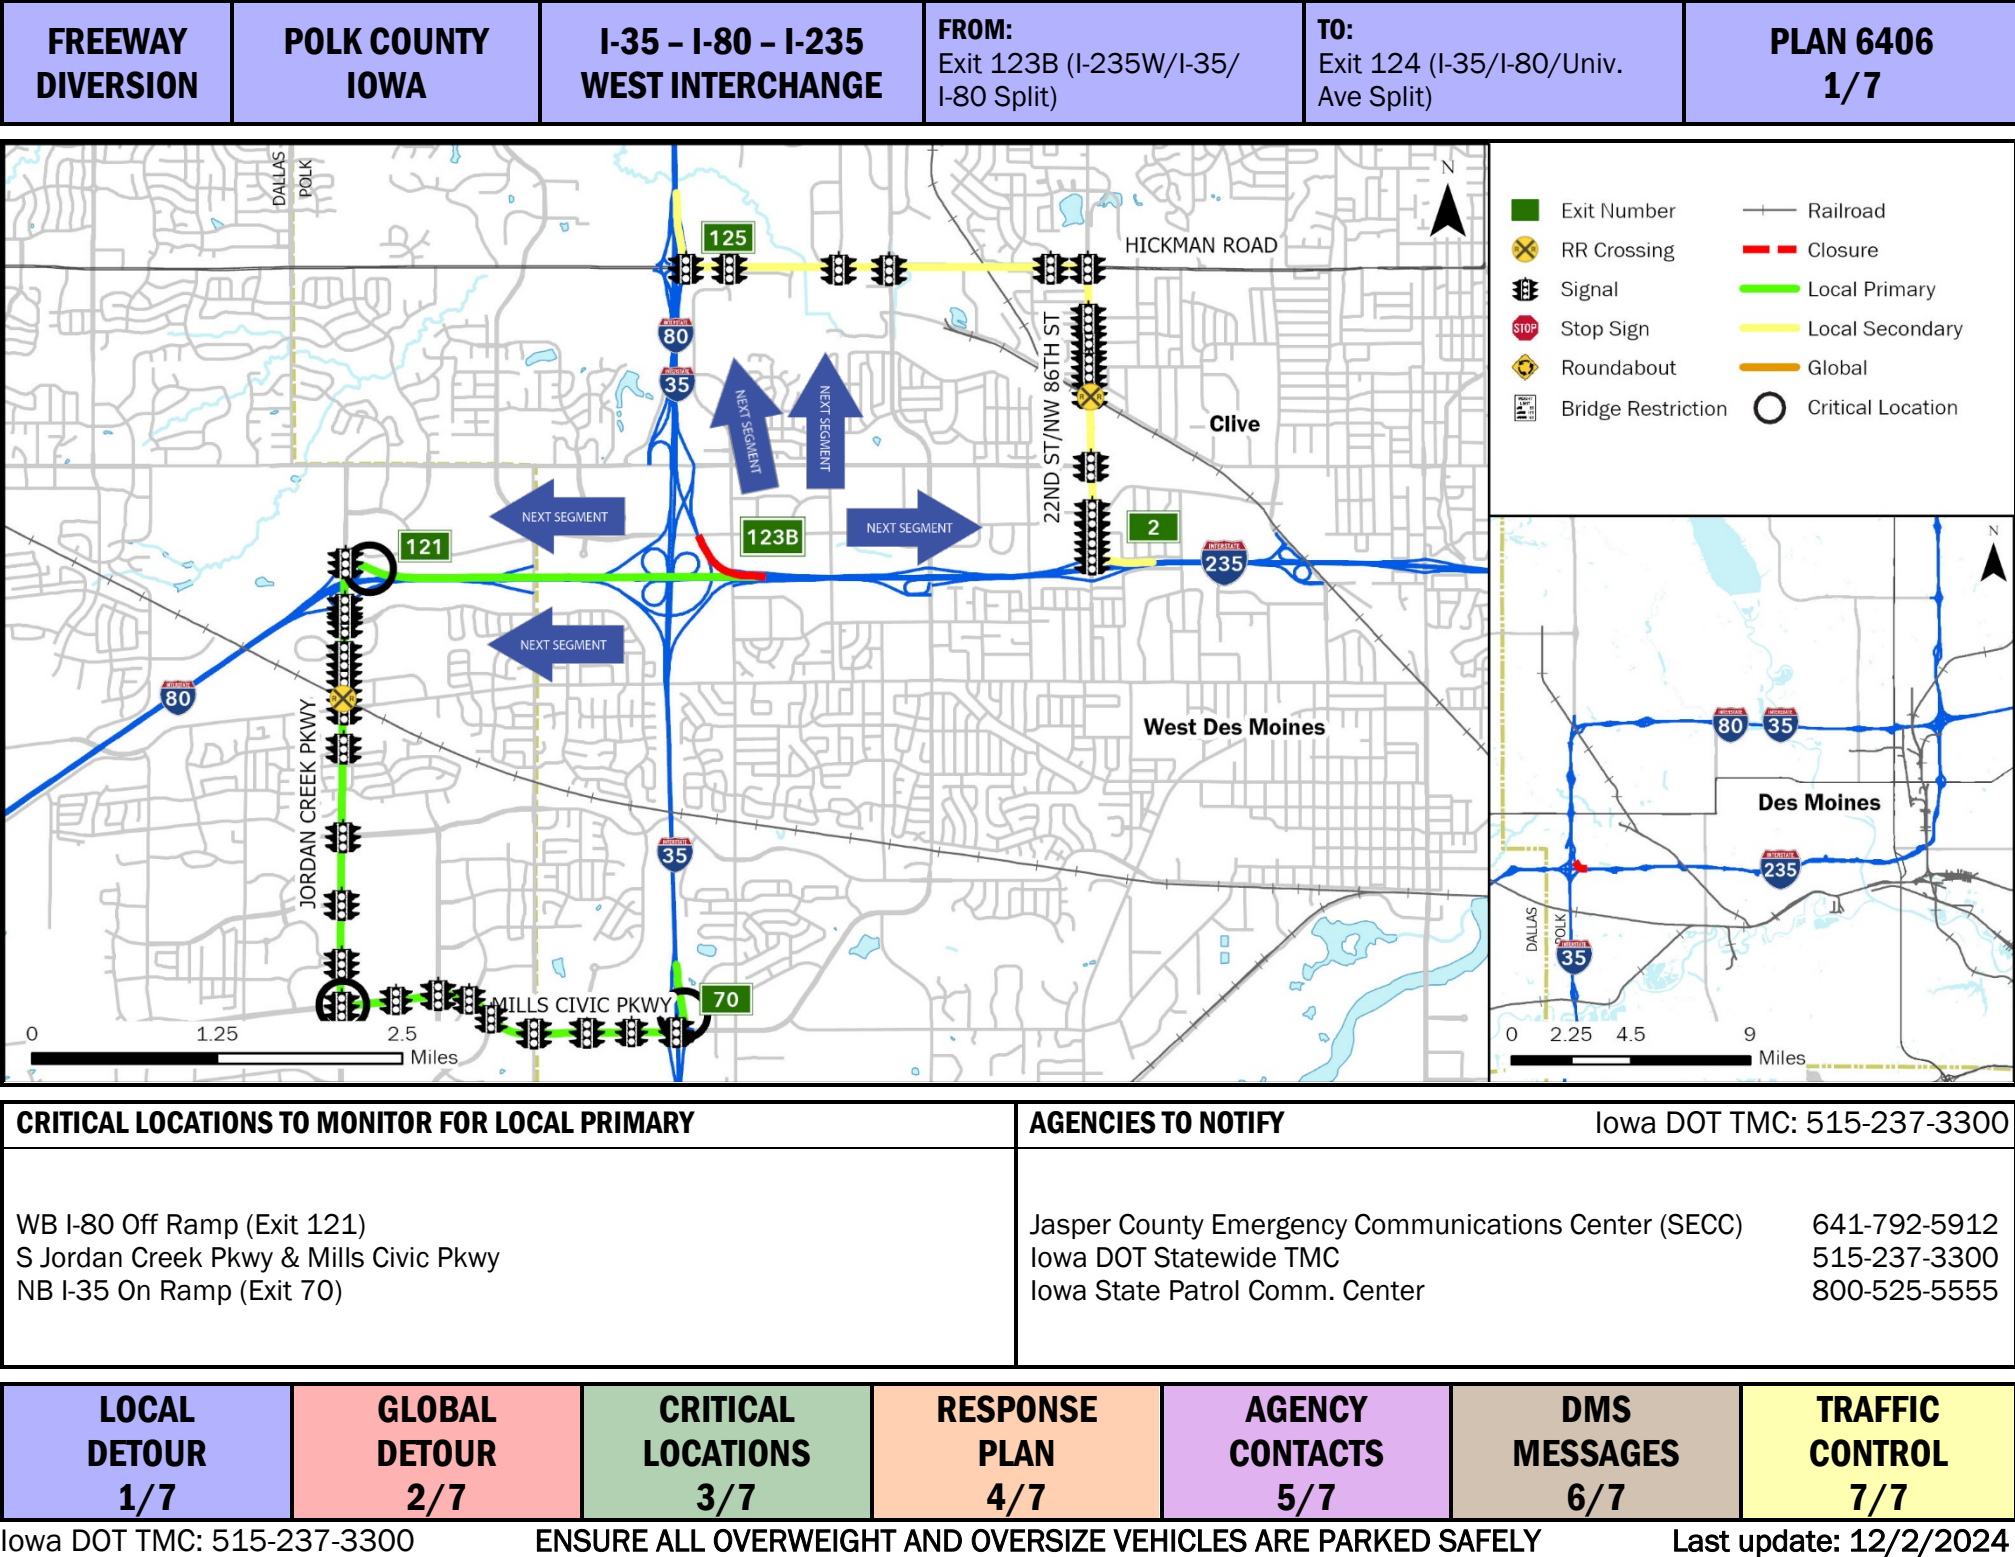 FREEWAY
DIVERSION
POLK COUNTY
IOWA
I-35 – I-80 – I-235
WEST INTERCHANGE
FROM:
Exit 123B (I-235W/I-35/
I-80 Split)
TO:
Exit 124 (I-35/I-80/Univ.
Ave Split)
PLAN 6406
1/7
DALLAS
POLK
N
125
HICKMAN ROAD
INTERSTATE
80
INTERSTATE
35
NEXT SEGMENT
NEXT SEGMENT
22ND ST/NW 86TH ST
Clive
NEXT SEGMENT
NEXT SEGMENT
121
123B
2
INTERSTATE
235
NEXT SEGMENT
INTERSTATE
80
JORDAN CREEK PKWY
West Des Moines
INTERSTATE
35
MILLS CIVIC PKWY
70
0 1.25 2.5
Miles
Exit Number
RR Crossing
Signal
STOP
Stop Sign
Roundabout
Bridge Restriction
Railroad
Closure
Local Primary
Local Secondary
Global
Critical Location
N
INTERSTATE
80
INTERSTATE
35
Des Moines
INTERSTATE
235
DALLAS
POLK
INTERSTATE
35
0 2.25 4.5 9
Miles
CRITICAL LOCATIONS TO MONITOR FOR LOCAL PRIMARY
WB I-80 Off Ramp (Exit 121)
S Jordan Creek Pkwy & Mills Civic Pkwy
NB I-35 On Ramp (Exit 70)
AGENCIES TO NOTIFY Iowa DOT TMC: 515-237-3300
Jasper County Emergency Communications Center (SECC) 641-792-5912
Iowa DOT Statewide TMC 515-237-3300
Iowa State Patrol Comm. Center 800-525-5555
LOCAL
DETOUR
1/7
GLOBAL
DETOUR
2/7
CRITICAL
LOCATIONS
3/7
RESPONSE
PLAN
4/7
AGENCY
CONTACTS
5/7
DMS
MESSAGES
6/7
TRAFFIC
CONTROL
7/7
Iowa DOT TMC: 515-237-3300 ENSURE ALL OVERWEIGHT AND OVERSIZE VEHICLES ARE PARKED SAFELY Last update: 12/2/2024